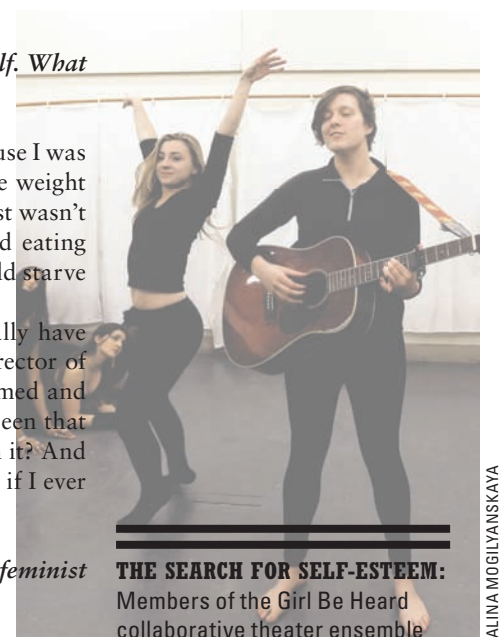 lf. What
use I was
e weight
st wasn't
d eating
ld starve
lly have
rector of
med and
een that
it? And
if I ever
feminist
THE SEARCH FOR SELF-ESTEEM:
Members of the Girl Be Heard
collaborative theater ensemble
ALINA MOGILYANSKAYA